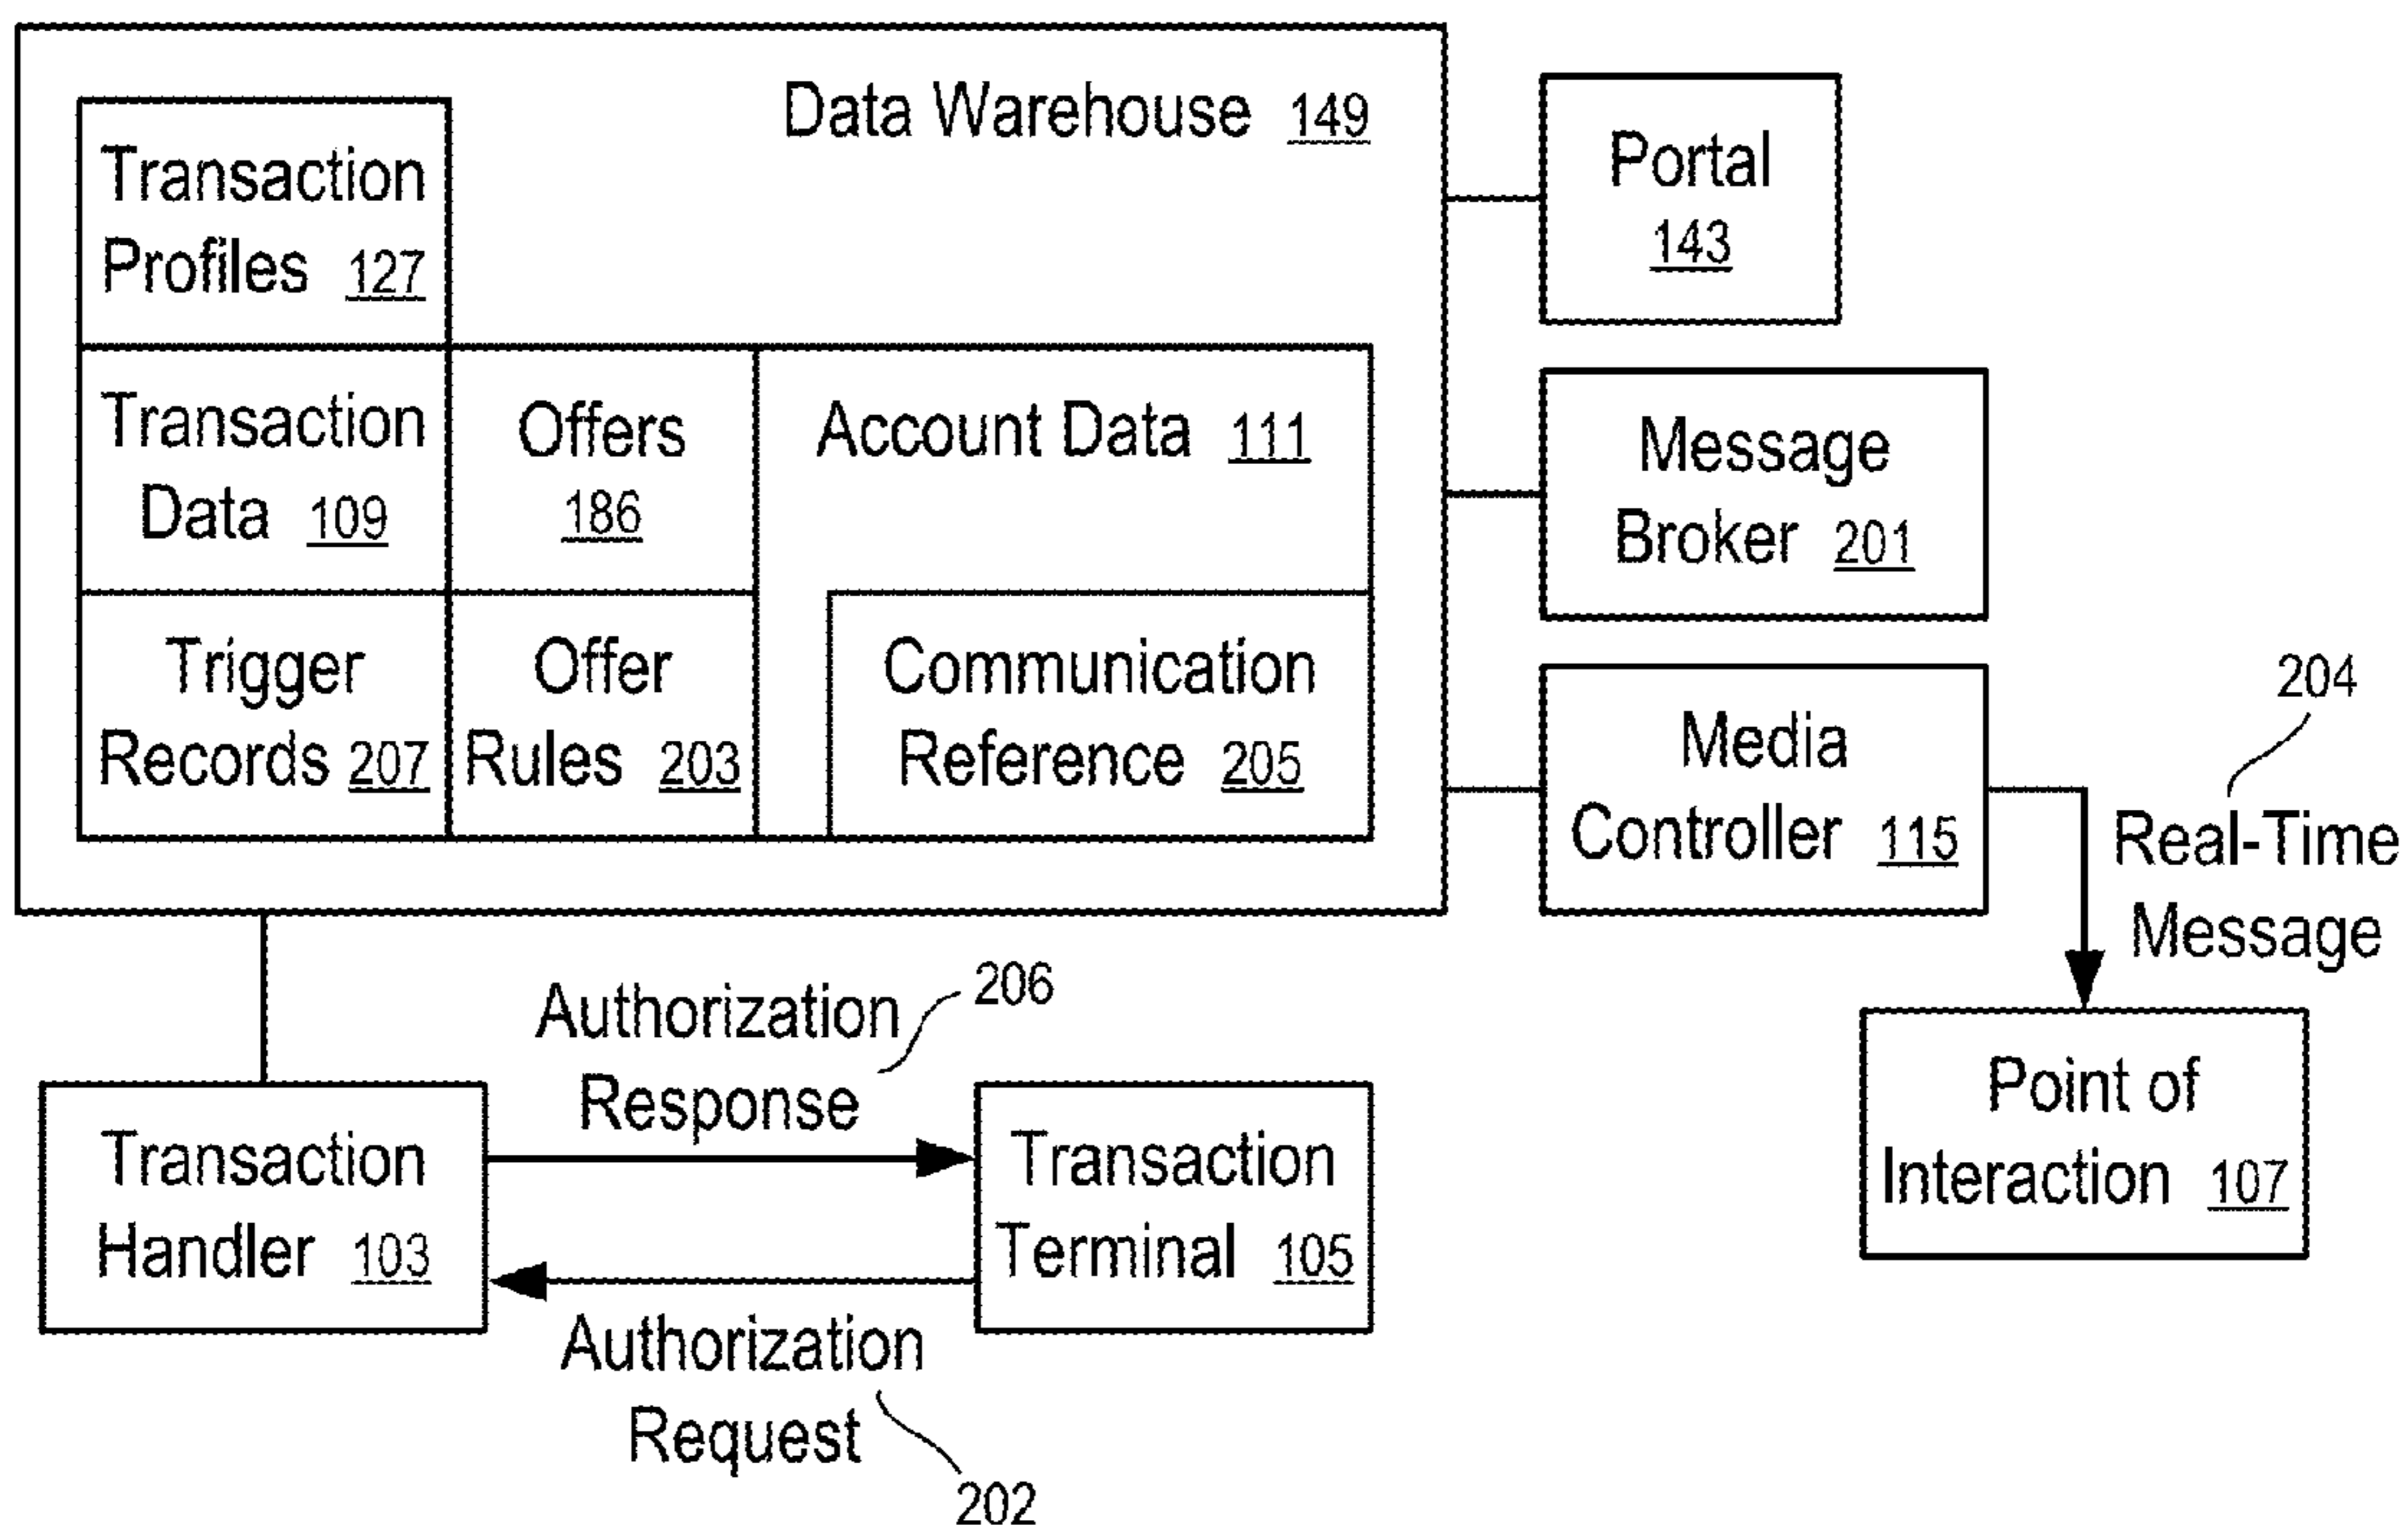 Data Warehouse 149
Transaction
Profiles 127
Transaction
Data 109
Offers
186
Account Data 111
Trigger
Records 207
Offer
Rules 203
Communication
Reference 205
Portal
143
Message
Broker 201
Media
Controller 115
204
Real-Time
Message
Point of
Interaction 107
Authorization
Response
206
Transaction
Handler 103
Transaction
Terminal 105
Authorization
Request
202